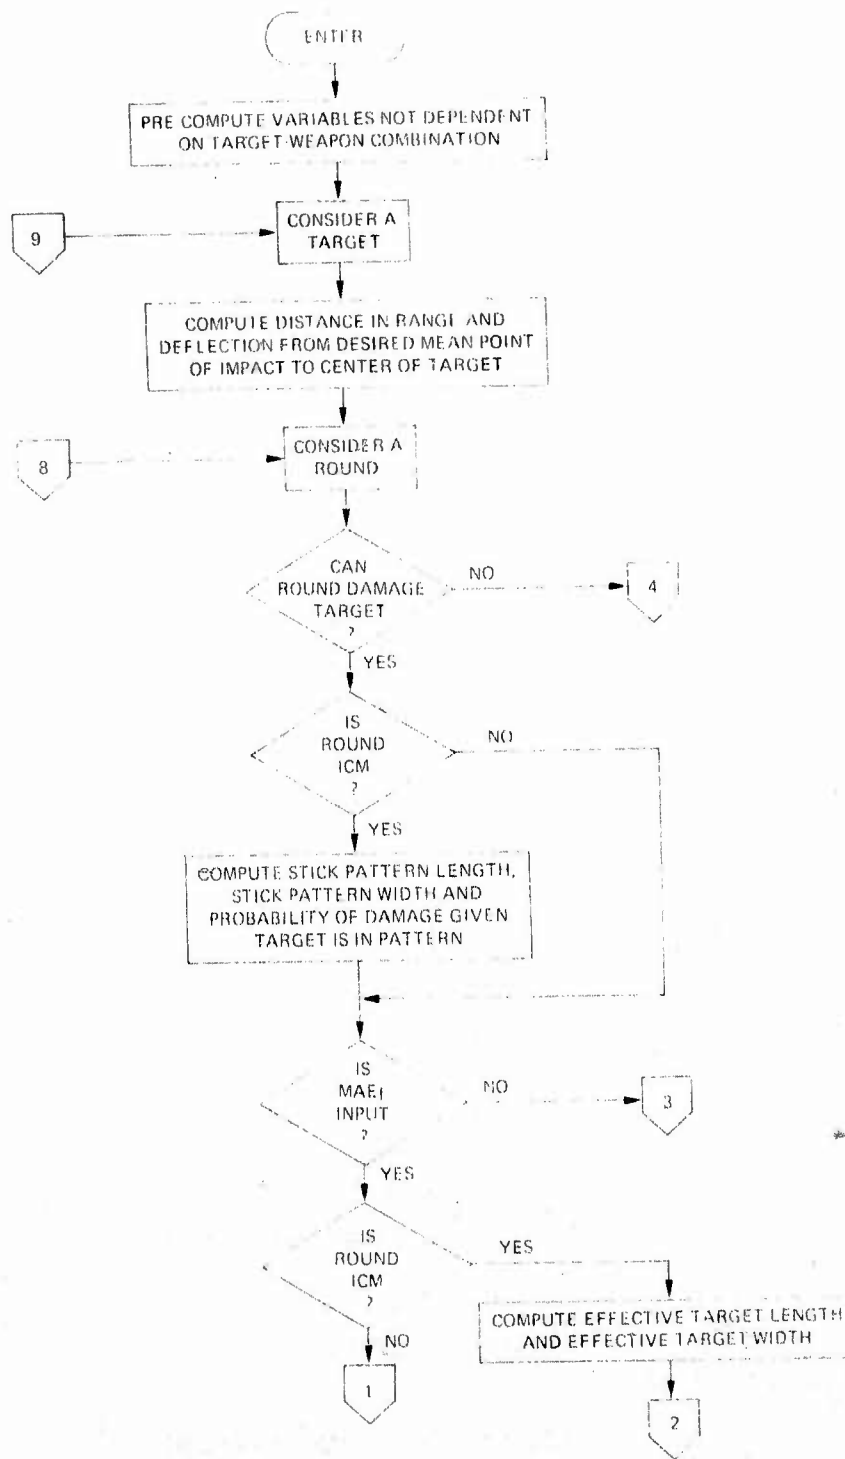 ENTER
PRE COMPUTE VARIABLES NOT DEPENDENT
ON TARGET-WEAPON COMBINATION
9
CONSIDER A
TARGET
COMPUTE DISTANCE IN RANGE AND
DEFLECTION FROM DESIRED MEAN POINT
OF IMPACT TO CENTER OF TARGET
8
CONSIDER A
ROUND
CAN
ROUND DAMAGE
TARGET
?
NO
4
YES
IS
ROUND
ICM
?
NO
YES
COMPUTE STICK PATTERN LENGTH,
STICK PATTERN WIDTH AND
PROBABILITY OF DAMAGE GIVEN
TARGET IS IN PATTERN
IS
INPUT
?
NO
3
YES
IS
ROUND
ICM
?
YES
COMPUTE EFFECTIVE TARGET LENGTH
AND EFFECTIVE TARGET WIDTH
NO
1
2